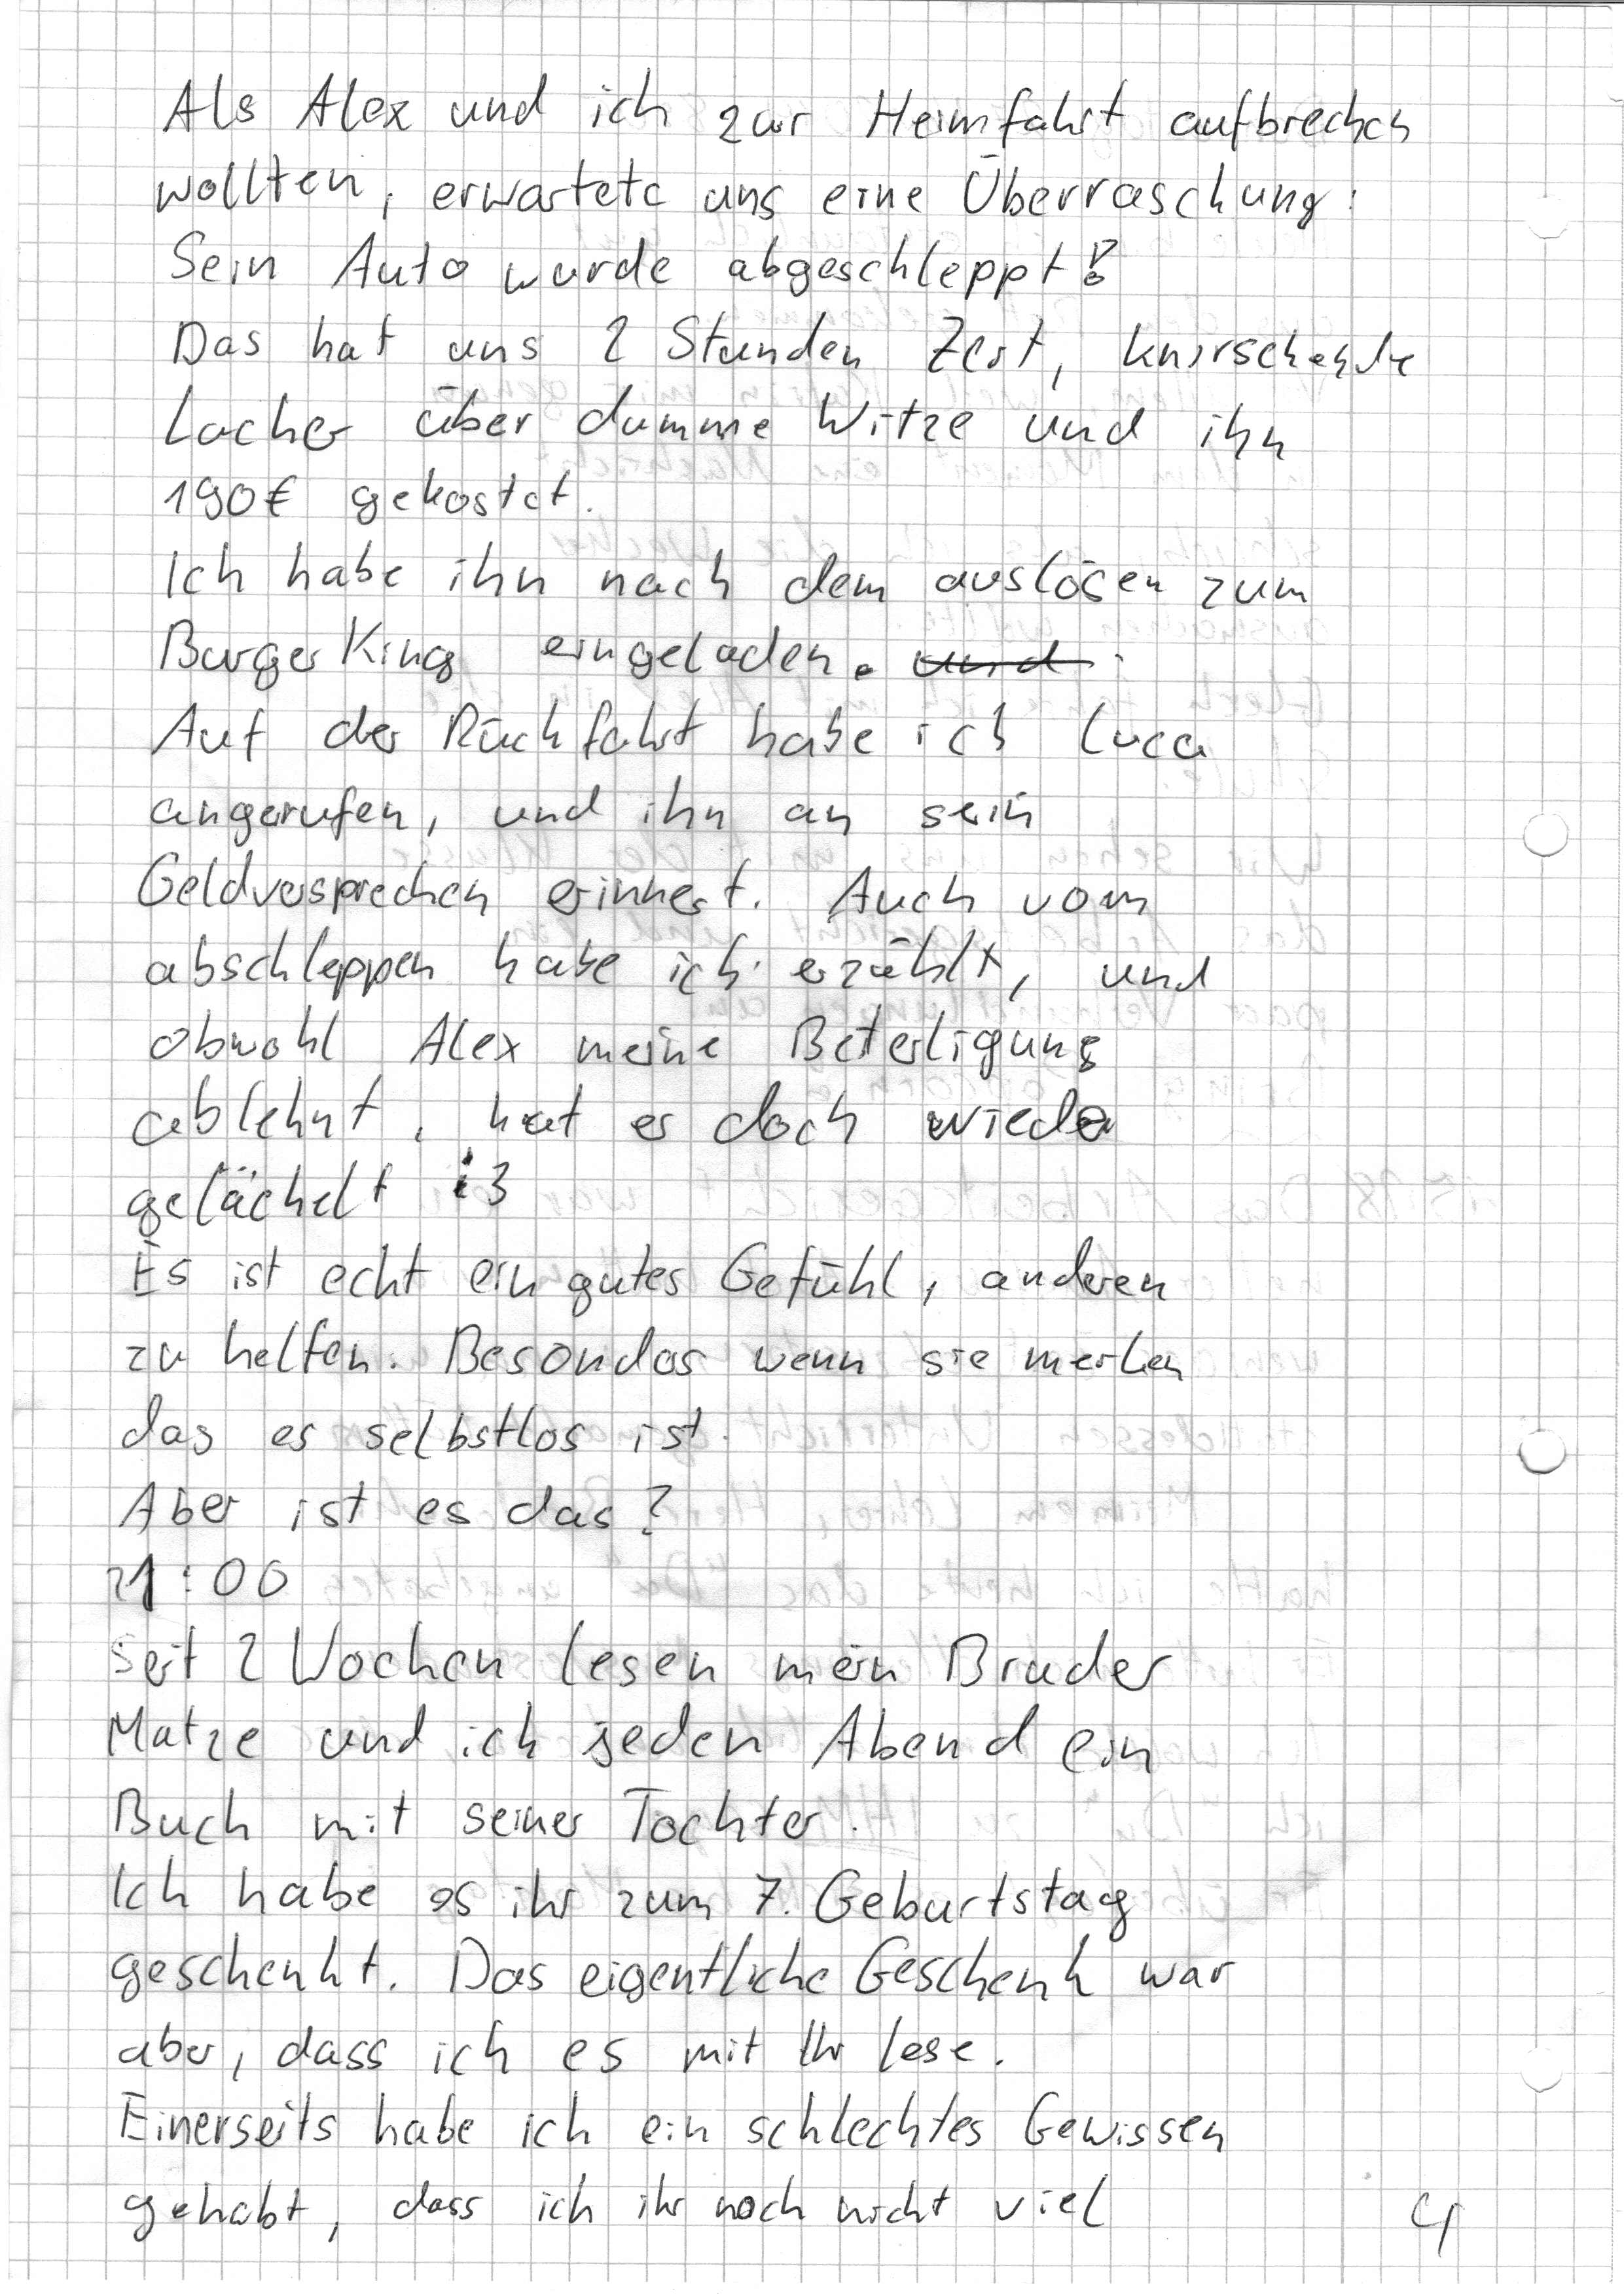 Als Alex und ich zur Heimfahrt aufbrechen
wollten, erwartete uns eine Überraschung:
Sein Auto wurde abgeschleppt!
Das hat uns 2 Stunden Zeit, knirschende
Lacher über dumme Witze und ihn
190€ gekostet.
Ich habe ihn nach dem auslösen zum
Burger King eingeladen. und
Auf der Rückfahrt habe ich Luca
angerufen, und ihn an sein
Geldversprechen erinnert. Auch vom
abschleppen habe ich erzählt, und
obwohl Alex meine Beteiligung
ablehnt, hat er doch wieder
gelächelt :3
Es ist echt ein gutes Gefühl, anderen
zu helfen. Besonders wenn sie merken
das es selbstlos ist.
Aber ist es das?
21:00
Seit 2 Wochen lesen mein Bruder
Matze und ich jeden Abend ein
Buch mit seiner Tochter.
Ich habe es ihr zum 7. Geburtstag
geschenkt. Das eigentliche Geschenk war
aber, dass ich es mit Ihr lese.
Einerseits habe ich ein schlechtes Gewissen
gehabt, dass ich ihr noch nicht viel
4